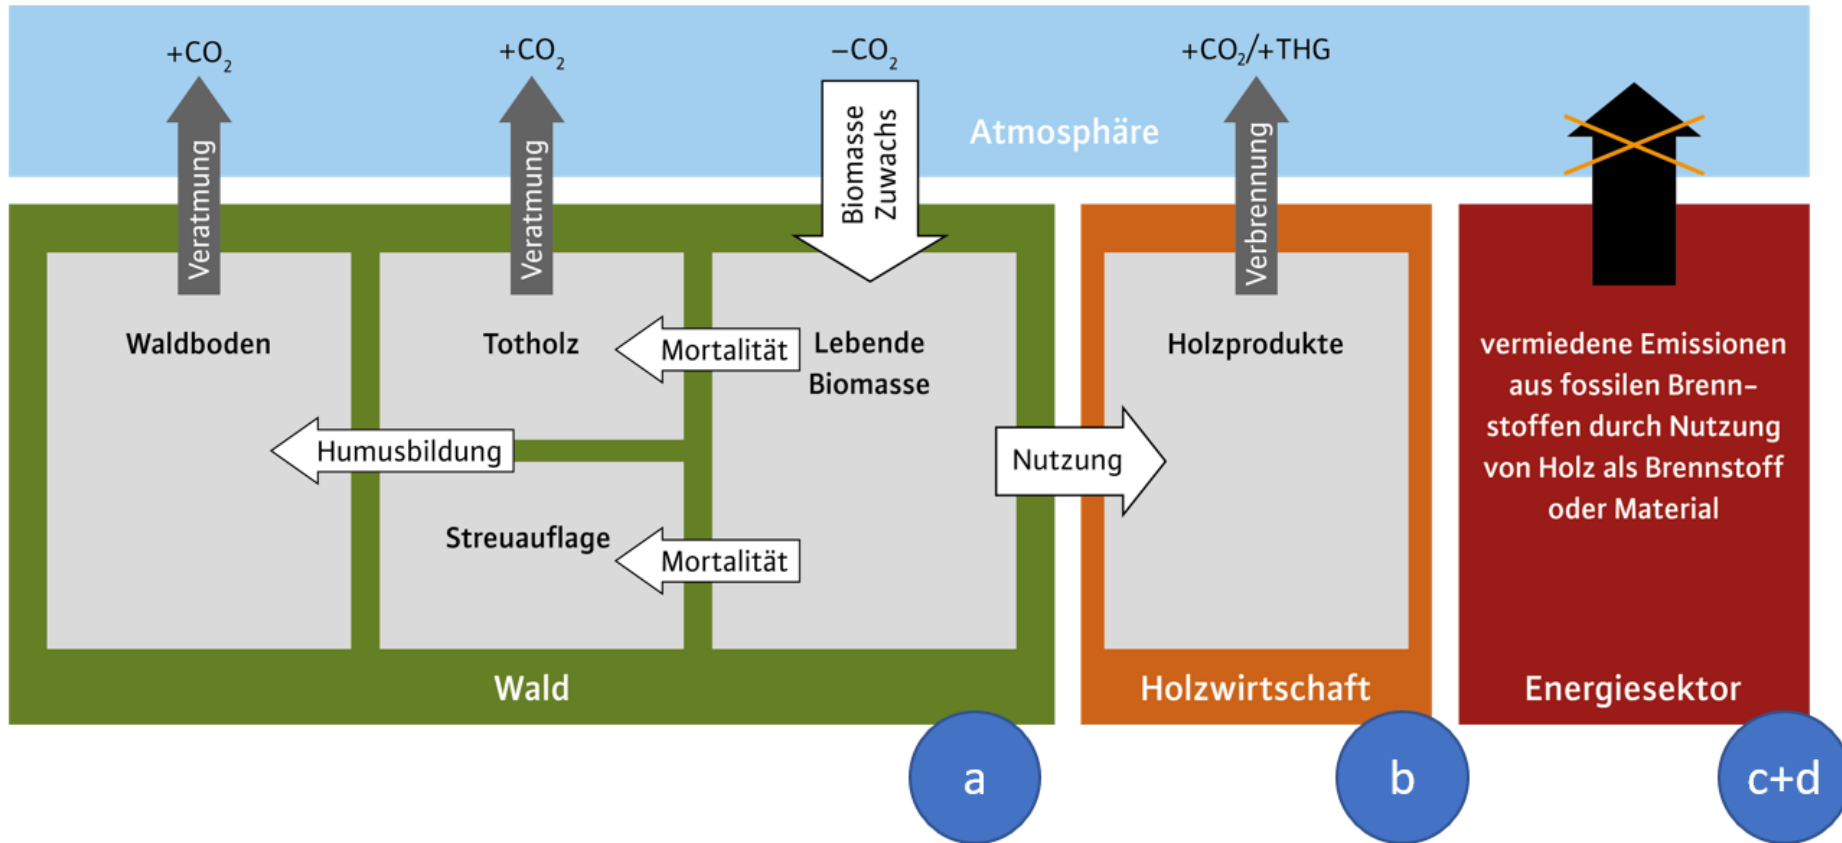 +CO₂
+CO₂
−CO₂
+CO₂/+THG
Atmosphäre
Veratmung
Veratmung
Biomasse
Zuwachs
Verbrennung
Waldboden
Totholz
Mortalität
Lebende
Biomasse
Humusbildung
Streuauflage
Mortalität
Nutzung
Holzprodukte
vermiedene Emissionen
aus fossilen Brenn-
stoffen durch Nutzung
von Holz als Brennstoff
oder Material
Wald
Holzwirtschaft
Energiesektor
a
b
c+d